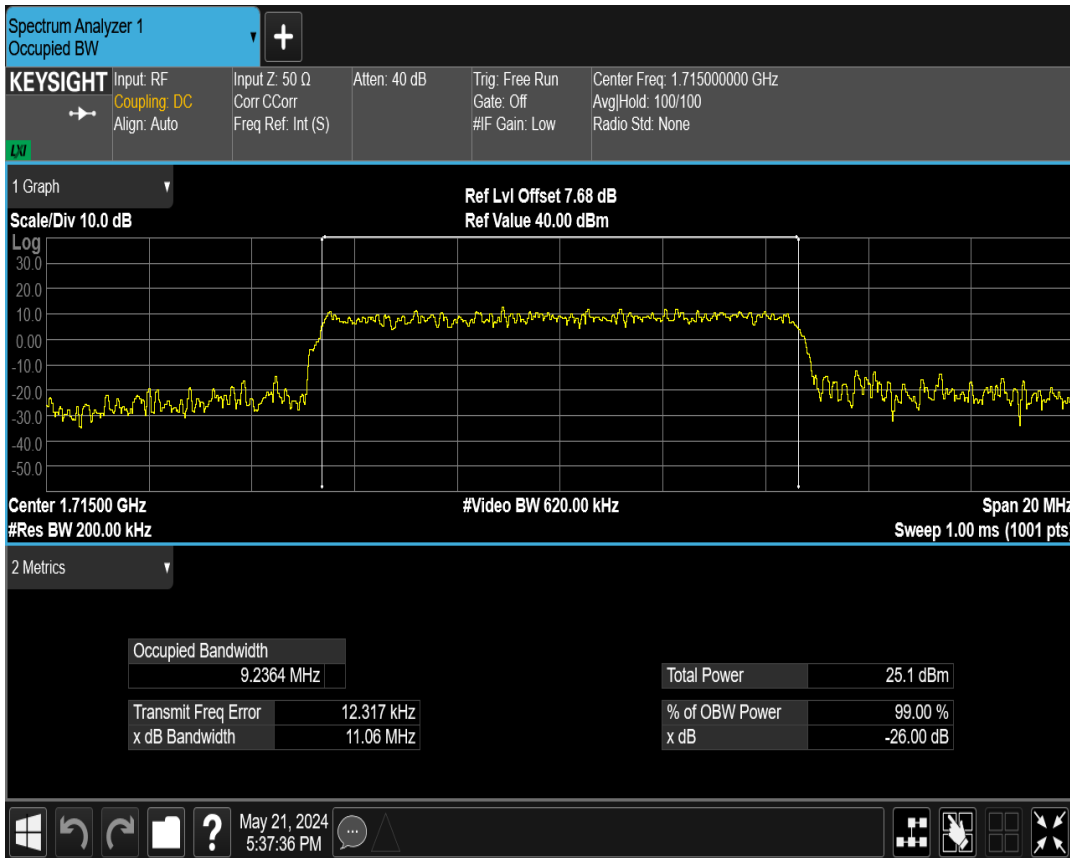 Spectrum Analyzer 1
Occupied BW
+
KEYSIGHT Input: RF Input Z: 50 Ω Atten: 40 dB Trig: Free Run Center Freq: 1.715000000 GHz
Coupling: DC Corr CCorr Gate: Off Avg|Hold: 100/100
Align: Auto Freq Ref: Int (S) #IF Gain: Low Radio Std: None
LXI
1 Graph
Ref Lvl Offset 7.68 dB
Scale/Div 10.0 dB Ref Value 40.00 dBm
Log
30.0
20.0
10.0
0.00
-10.0
-20.0
-30.0
-40.0
-50.0
Center 1.71500 GHz #Video BW 620.00 kHz Span 20 MHz
#Res BW 200.00 kHz Sweep 1.00 ms (1001 pts)
2 Metrics
Occupied Bandwidth
9.2364 MHz
Total Power 25.1 dBm
Transmit Freq Error 12.317 kHz % of OBW Power 99.00 %
x dB Bandwidth 11.06 MHz x dB -26.00 dB
? May 21, 2024
5:37:36 PM